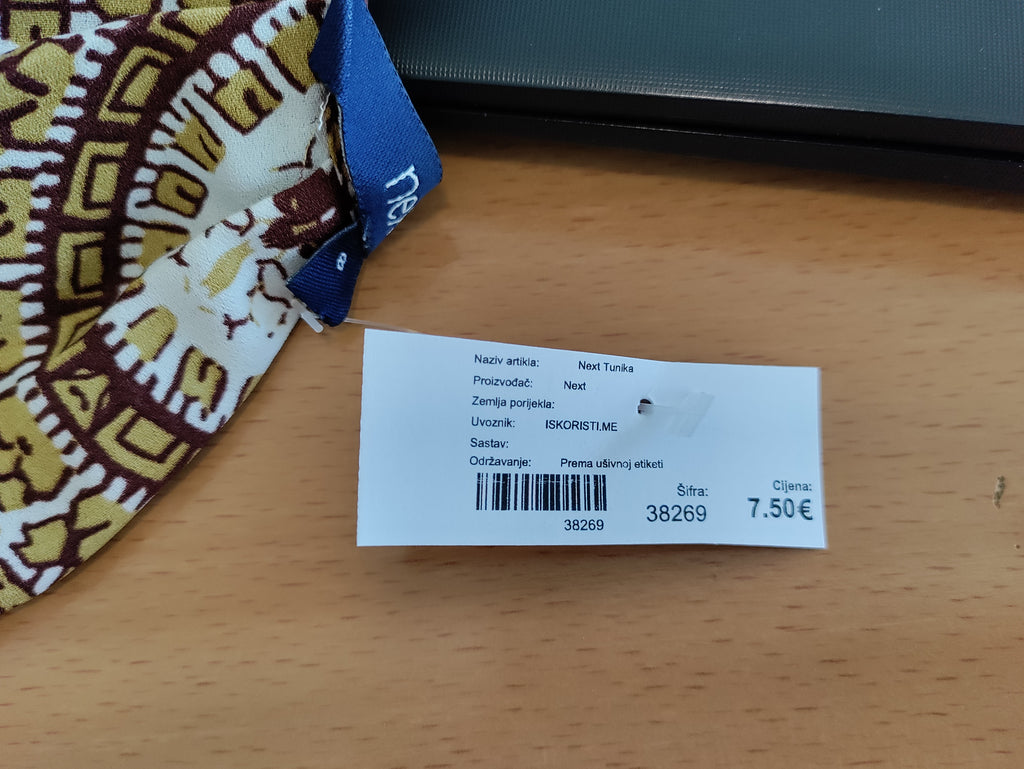 8
Naziv artikla: Next Tunika
Proizvođač: Next
Zemlja porijekla:
Uvoznik: ISKORISTI.ME
Sastav:
Održavanje: Prema ušivnoj etiketi
38269
Šifra:
38269
Cijena:
7.50€